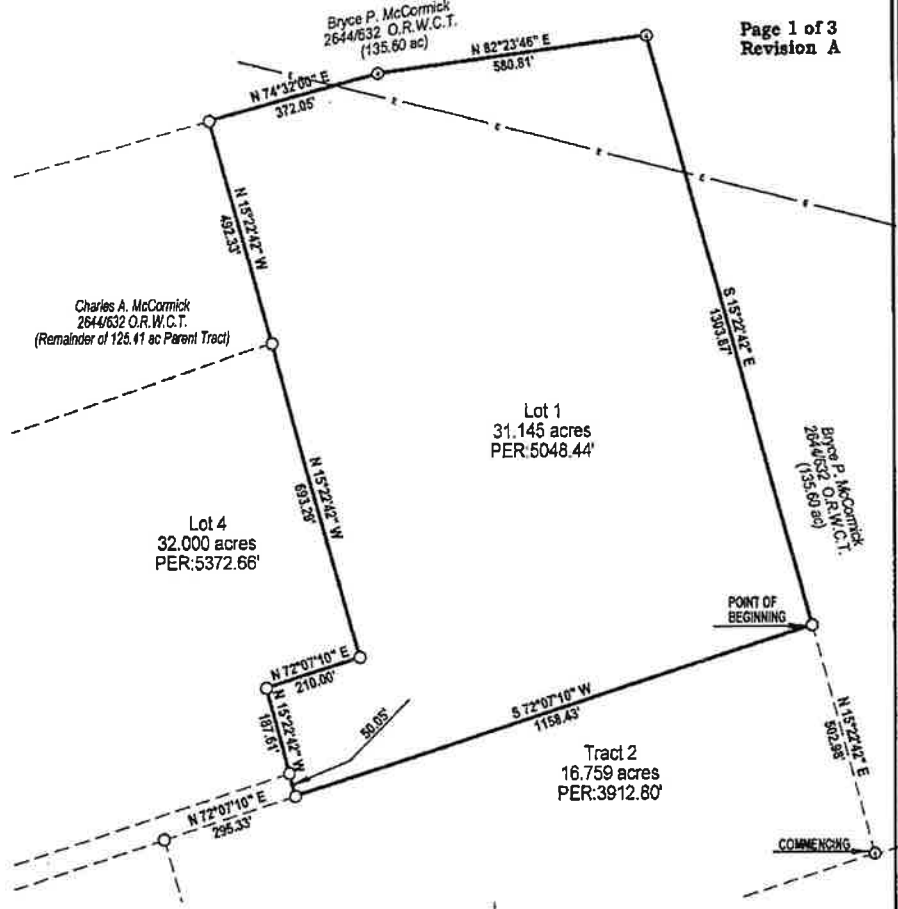 Bryce P. McCormick
2644/632 O.R.W.C.T.
(135.60 ac)
Page 1 of 3
Revision A
N 74°32'00" E
372.05'
N 82°23'46" E
580.81'
E
E
E
E
E
E
N 15°22'42" W
492.33'
Charles A. McCormick
2644/632 O.R.W.C.T.
(Remainder of 125.41 ac Parent Tract)
S 15°22'42" E
1303.87'
Lot 1
31.145 acres
PER:5048.44'
Bryce P. McCormick
2644/632 O.R.W.C.T.
(135.60 ac)
N 15°22'42" W
693.29'
Lot 4
32.000 acres
PER:5372.66'
POINT OF
BEGINNING
N 72°07'10" E
210.00'
N 15°22'42" W
187.61'
50.05'
S 72°07'10" W
1158.43'
N 15°22'42" E
502.98'
Tract 2
16.759 acres
PER:3912.60'
N 72°07'10" E
295.33'
COMMENCING